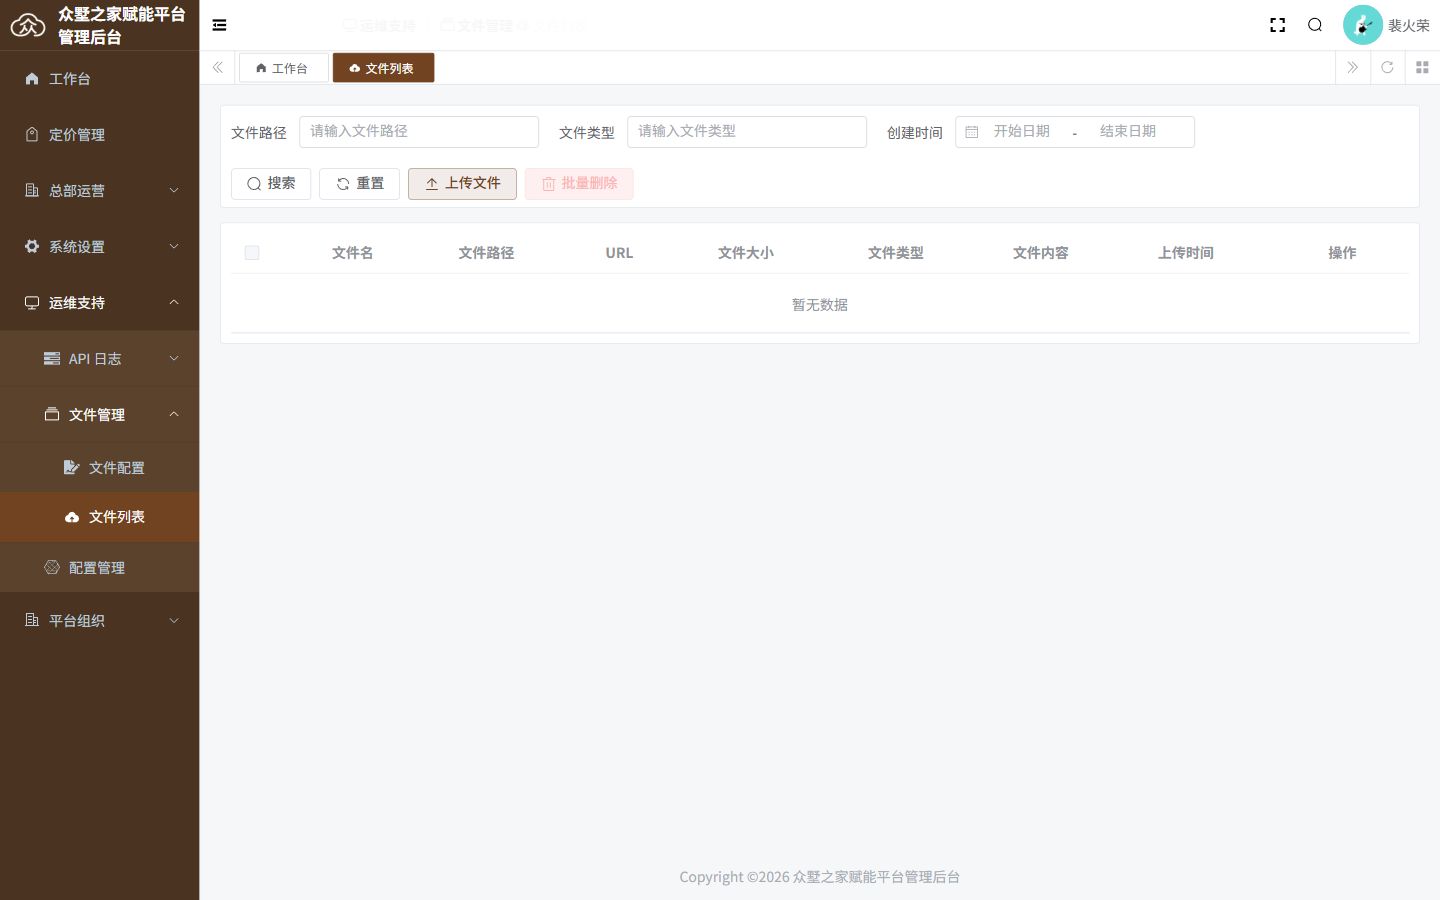 众墅之家赋能平台
管理后台
运维支持
文件管理
裴火荣
工作台
文件列表
工作台
定价管理
总部运营
系统设置
运维支持
API 日志
文件管理
文件配置
文件列表
配置管理
平台组织
文件路径 请输入文件路径 文件类型 请输入文件类型 创建时间 开始日期 - 结束日期
搜索 重置 上传文件 批量删除
文件名 文件路径 URL 文件大小 文件类型 文件内容 上传时间 操作
暂无数据
Copyright ©2026 众墅之家赋能平台管理后台